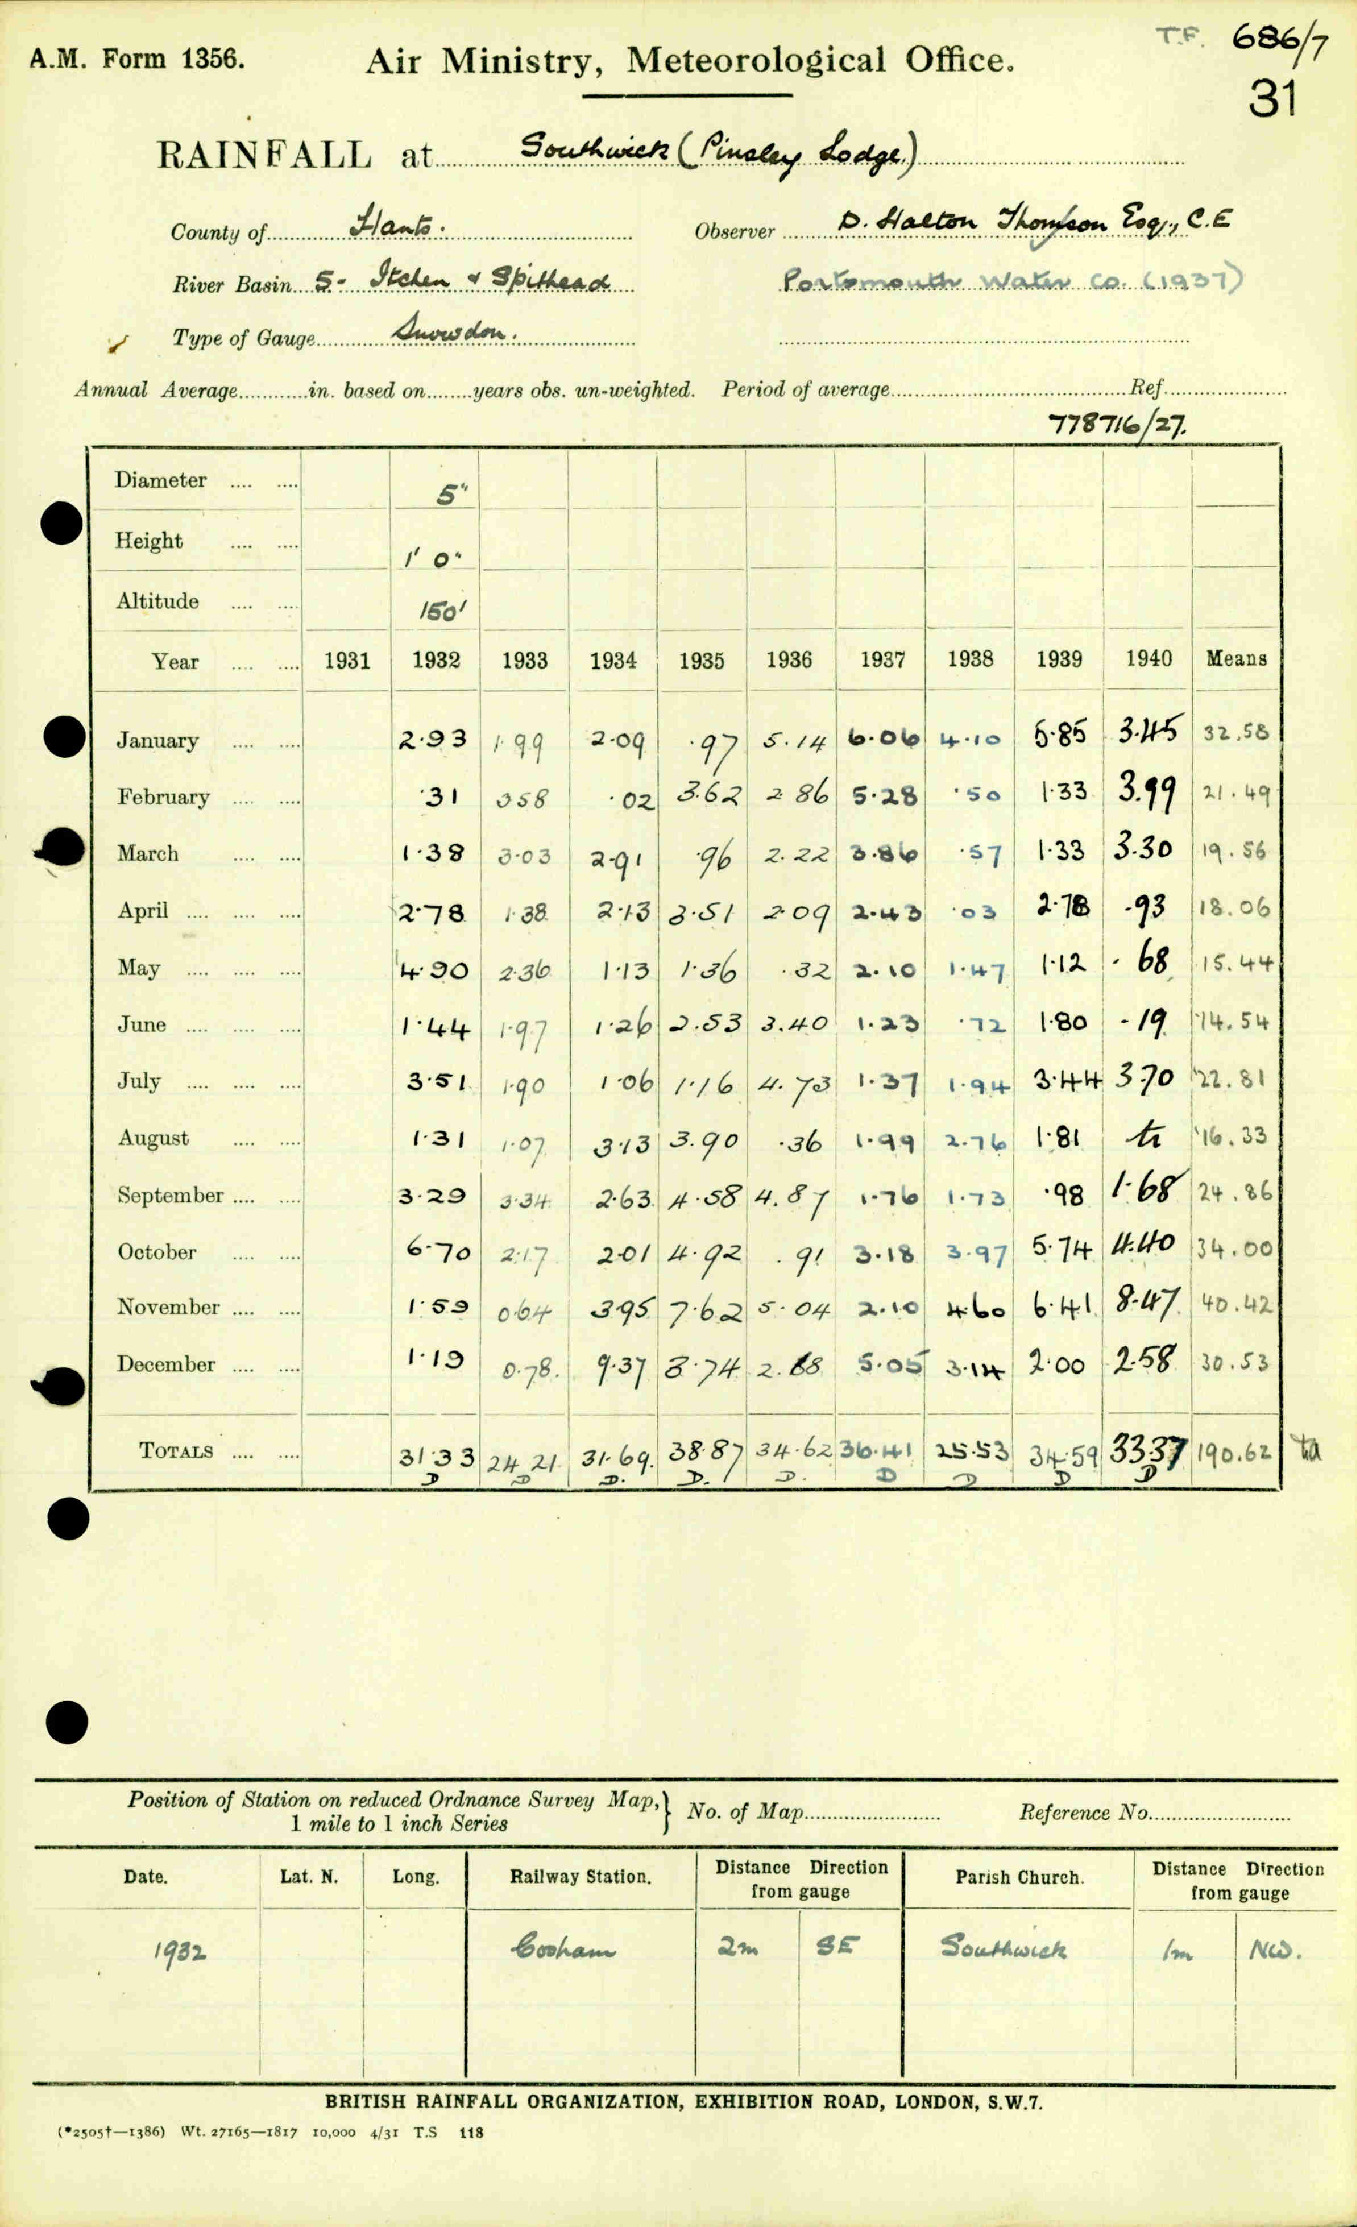 T.F. 686/7
A.M. Form 1356. Air Ministry, Meteorological Office.
31
RAINFALL at Southwick (Pinsley Lodge)
County of Hants. Observer D. Halton Thomson Esq., C.E
River Basin 5- Itchen & Spithead Portsmouth Water Co. (1937)
Type of Gauge Snowdon.
Annual Average in. based on years obs. un-weighted. Period of average Ref.
778716/27.
Diameter .... .... 5"
Height .... .... 1' 0"
Altitude .... .... 150'
Year .... .... 1931 1932 1933 1934 1935 1936 1937 1938 1939 1940 Means
January .... .... 2·93 1·99 2·09 ·97 5·14 6·06 4·10 5·85 3·45 32.58
February .... .... ·31 358 ·02 3.62 2 86 5·28 ·50 1·33 3.99 21.49
March .... .... 1·38 3·03 2·91 ·96 2.22 3·86 ·57 1·33 3·30 19.56
April .... .... .... 2·78 1·38 2·13 3·51 2·09 2·43 ·03 2·78 ·93 18.06
May .... .... .... 4·90 2·36 1·13 1·36 ·32 2·10 1·47 1·12 ·68 15.44
June .... .... .... 1·44 1·97 1·26 2·53 3.40 1·23 ·72 1·80 ·19 14.54
July .... .... .... 3·51 1·90 1·06 1·16 4.73 1·37 1·94 3·44 3·70 22.81
August .... .... 1·31 1·07 3·13 3.90 ·36 1·99 2·76 1·81 tr 16.33
September .... .... 3·29 3·34 2·63 4·58 4.87 1·76 1·73 ·98 1·68 24.86
October .... .... 6·70 2·17 2·01 4·92 ·91 3·18 3·97 5·74 4·40 34.00
November .... .... 1·59 0·64 3·95 7·62 5·04 2·10 4·60 6·41 8·47 40.42
December .... .... 1·19 0·78 9·37 3·74 2.68 5·05 3·14 2·00 2·58 30.53
TOTALS .... .... 31·33 24 21 31·69 38·87 34·62 36·41 25·53 34·59 33·37 190.62 ta
D D D. D. D. D D D D
Position of Station on reduced Ordnance Survey Map, 1 mile to 1 inch Series } No. of Map Reference No.
Date. Lat. N. Long. Railway Station. Distance Direction from gauge Parish Church. Distance Direction from gauge
1932 Cosham 2m SE Southwick 1m NW.
BRITISH RAINFALL ORGANIZATION, EXHIBITION ROAD, LONDON, S.W.7.
(*2505†—1386) Wt. 27165—1817 10,000 4/31 T.S 118